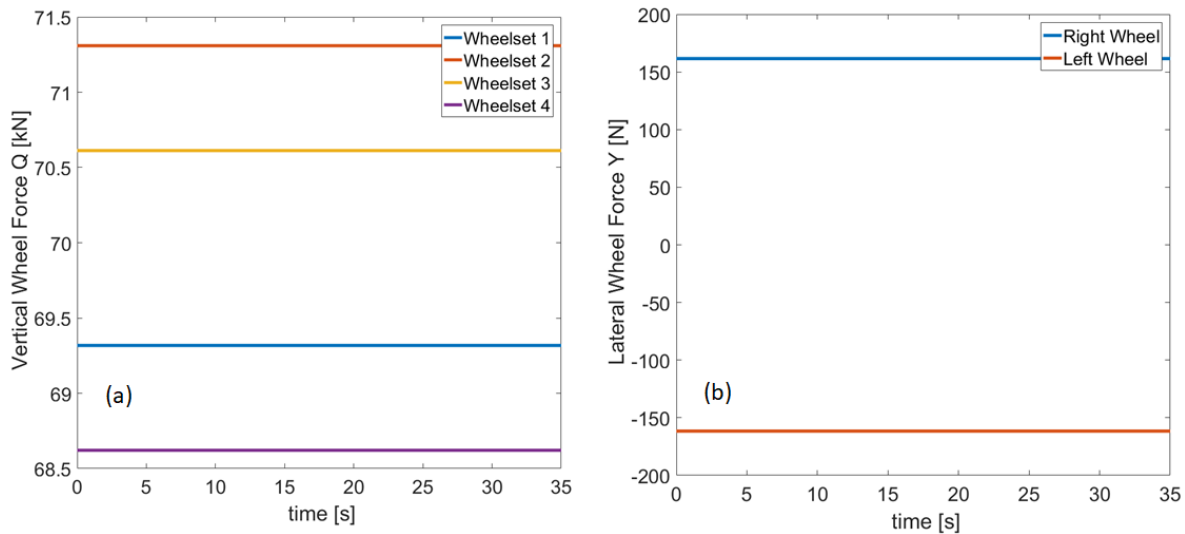 Vertical Wheel Force Q [kN]
71.5
71
70.5
70
69.5
69
68.5
Wheelset 1
Wheelset 2
Wheelset 3
Wheelset 4
(a)
0 5 10 15 20 25 30 35
time [s]
Lateral Wheel Force Y [N]
200
150
100
50
0
-50
-100
-150
-200
Right Wheel
Left Wheel
(b)
0 5 10 15 20 25 30 35
time [s]